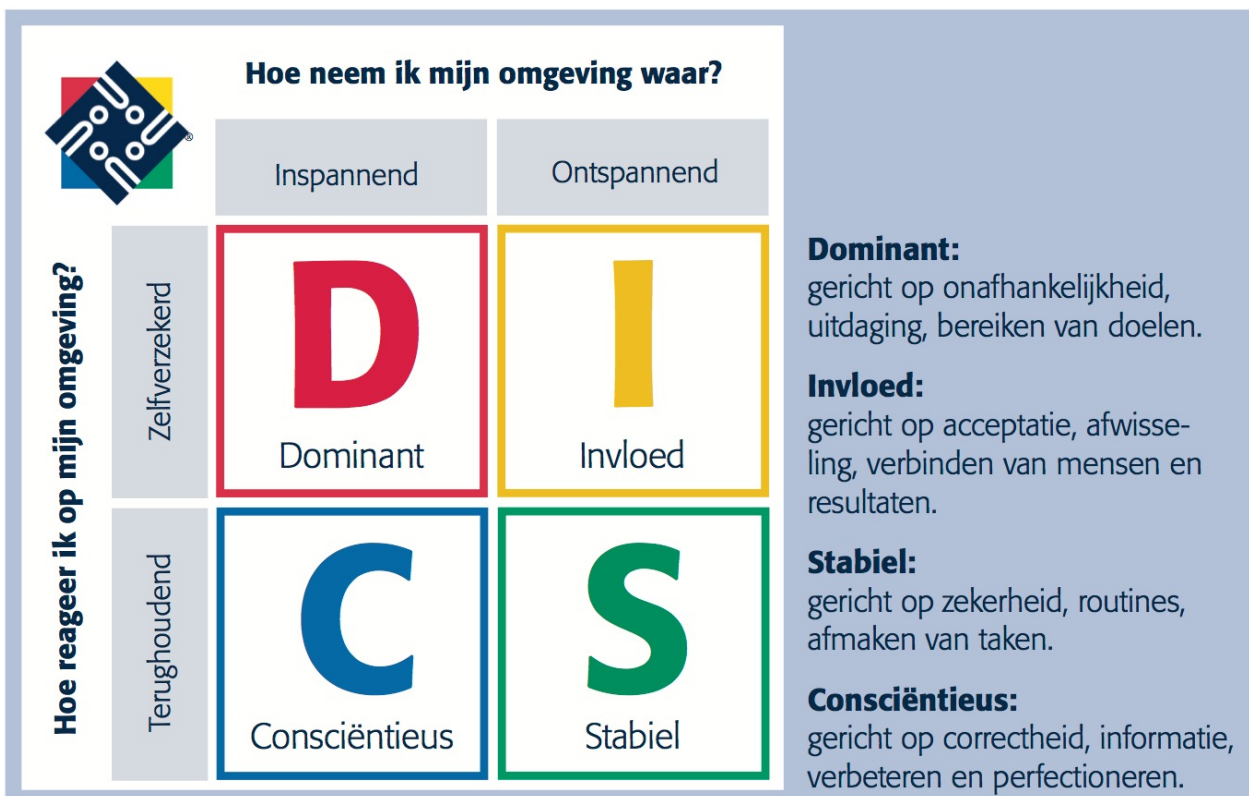 Hoe neem ik mijn omgeving waar?
Inspannend
Ontspannend
Hoe reageer ik op mijn omgeving?
Zelfverzekerd
D
Dominant
I
Invloed
Terughoudend
C
Consciëntieus
S
Stabiel
®
Dominant:
gericht op onafhankelijkheid,
uitdaging, bereiken van doelen.
Invloed:
gericht op acceptatie, afwisse-
ling, verbinden van mensen en
resultaten.
Stabiel:
gericht op zekerheid, routines,
afmaken van taken.
Consciëntieus:
gericht op correctheid, informatie,
verbeteren en perfectioneren.